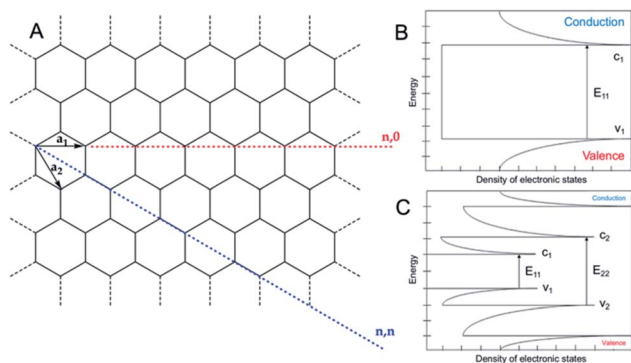 A
a1
a2
n,0
n,n
B
Conduction
c1
E11
v1
Valence
Energy
Density of electronic states
C
Conduction
c2
c1
E11
E22
v1
v2
Valence
Energy
Density of electronic states